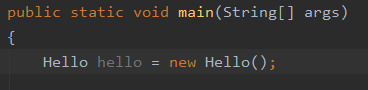 public static void main(String[] args)
{
Hello hello = new Hello();